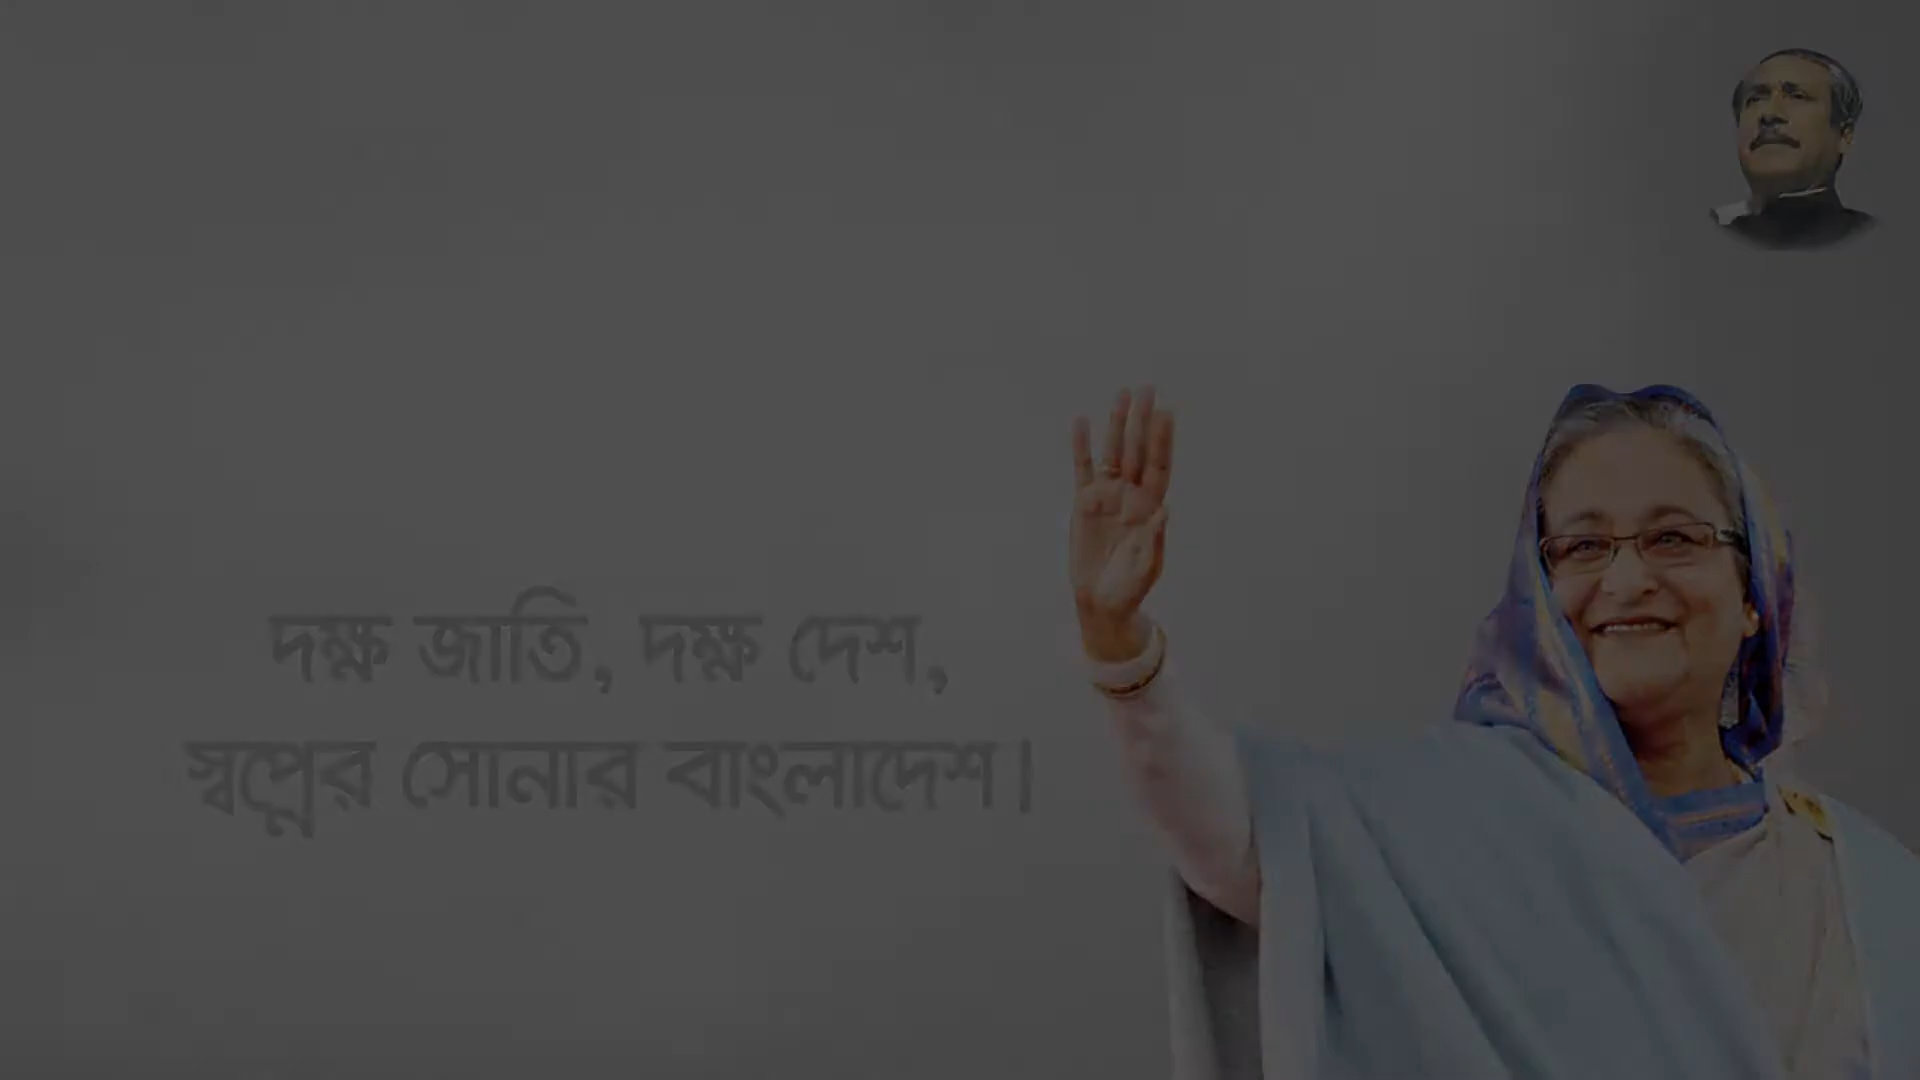 দক্ষ জাতি, দক্ষ দেশ,
স্বপ্নের সোনার বাংলাদেশ।